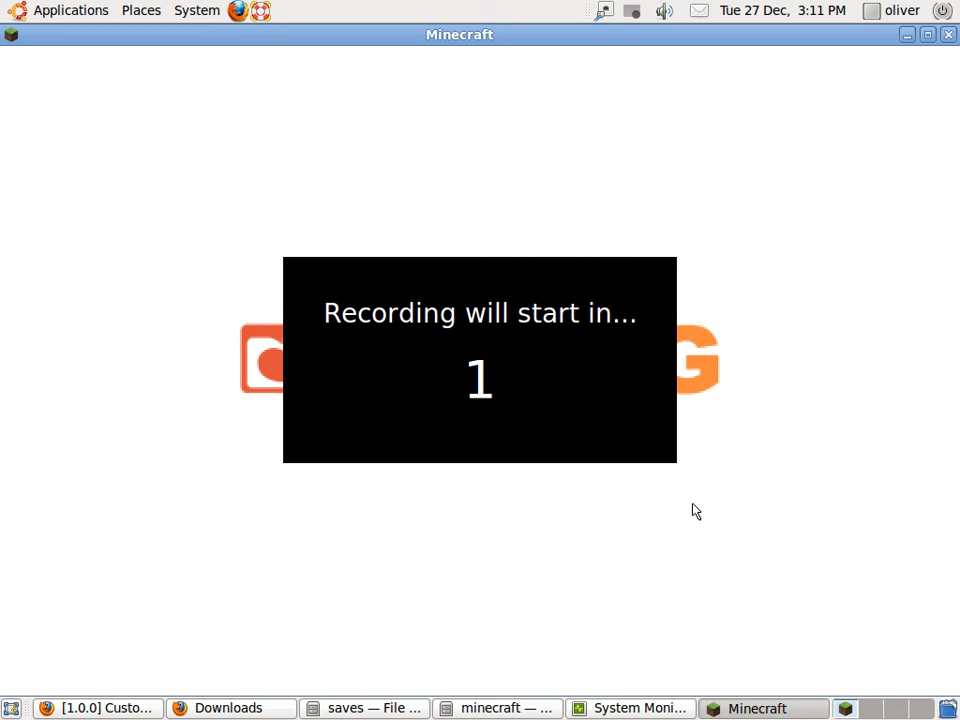 Applications Places System Tue 27 Dec, 3:11 PM oliver
Minecraft
Recording will start in...
1
G
[1.0.0] Custo... Downloads saves — File ... minecraft — ... System Moni... Minecraft